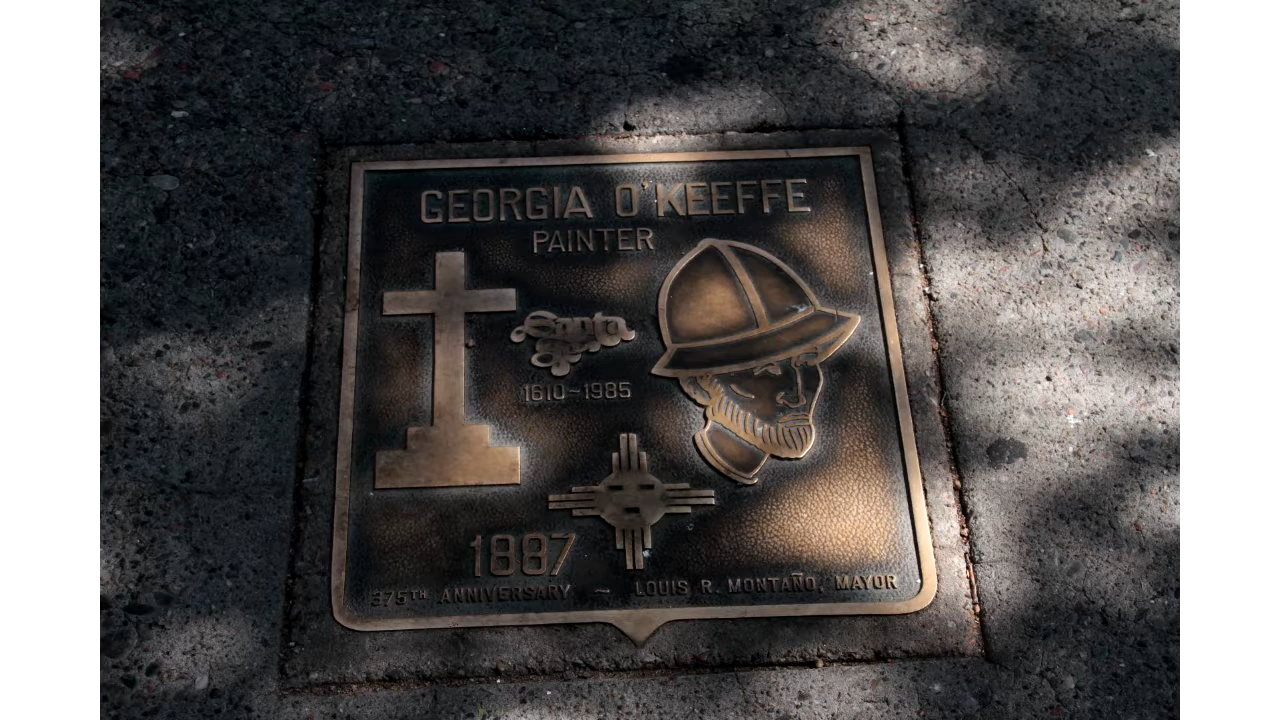 GEORGIA O'KEEFFE
PAINTER
Santa
Fe
1610-1985
1887
375TH ANNIVERSARY ~ LOUIS R. MONTAÑO, MAYOR